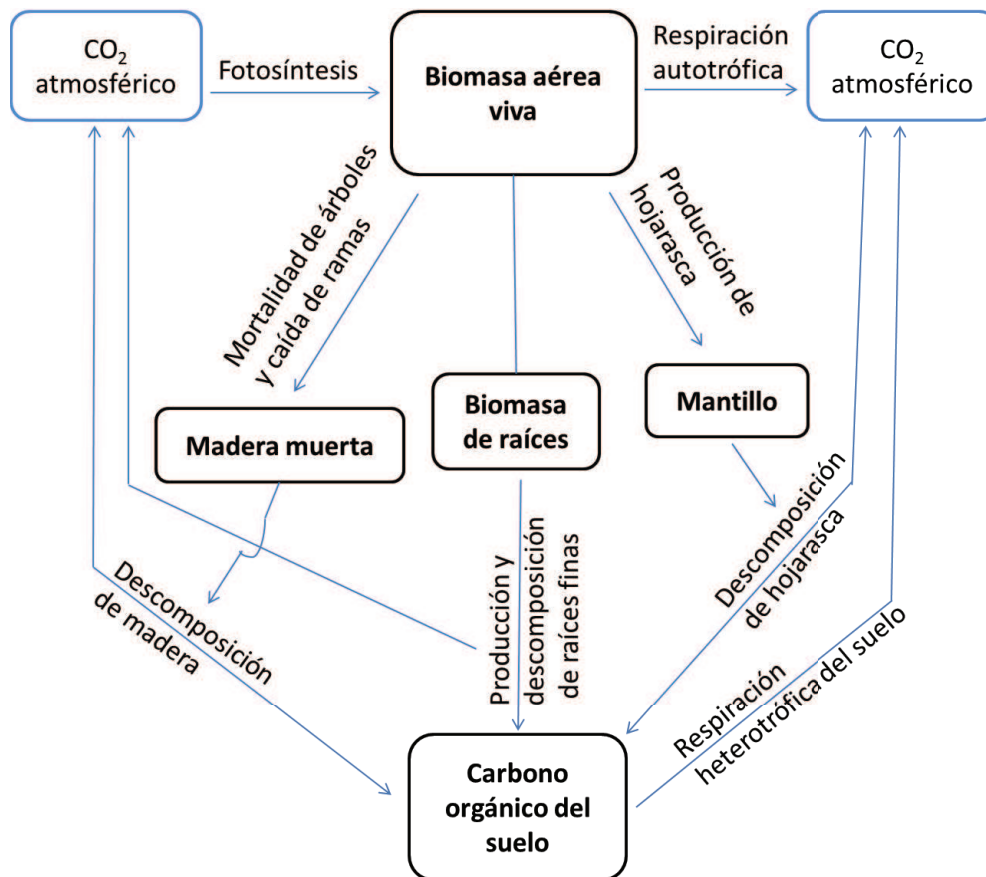 CO₂
atmosférico
Fotosíntesis
Biomasa aérea
viva
Respiración
autotrófica
CO₂
atmosférico
Mortalidad de árboles
y caída de ramas
Producción de
hojarasca
Madera muerta
Biomasa
de raíces
Mantillo
Descomposición
de madera
Producción y
descomposición
de raíces finas
Descomposición
de hojarasca
Respiración
heterotrófica del suelo
Carbono
orgánico del
suelo